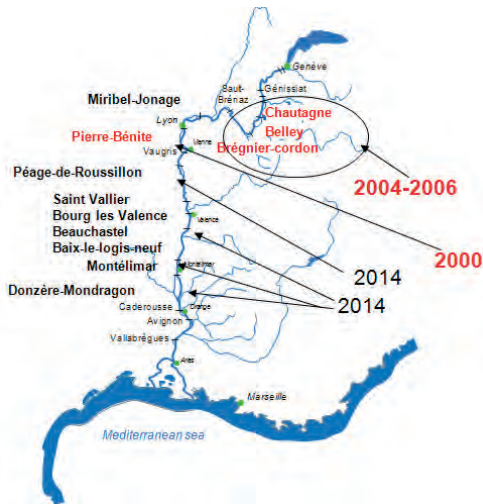 Genève
Saut-
Brénaz
Génissiat
Miribel-Jonage
Chautagne
Lyon
Belley
Pierre-Bénite
Vienne
Brégnier-cordon
Vaugris
Péage-de-Roussillon
2004-2006
Saint Vallier
Bourg les Valence
Valence
Beauchastel
Baix-le-logis-neuf
2000
Montélimar
Montélimar
2014
Donzère-Mondragon
2014
Caderousse
Orange
Avignon
Vallabrègues
Arles
Marseille
Mediterranean sea